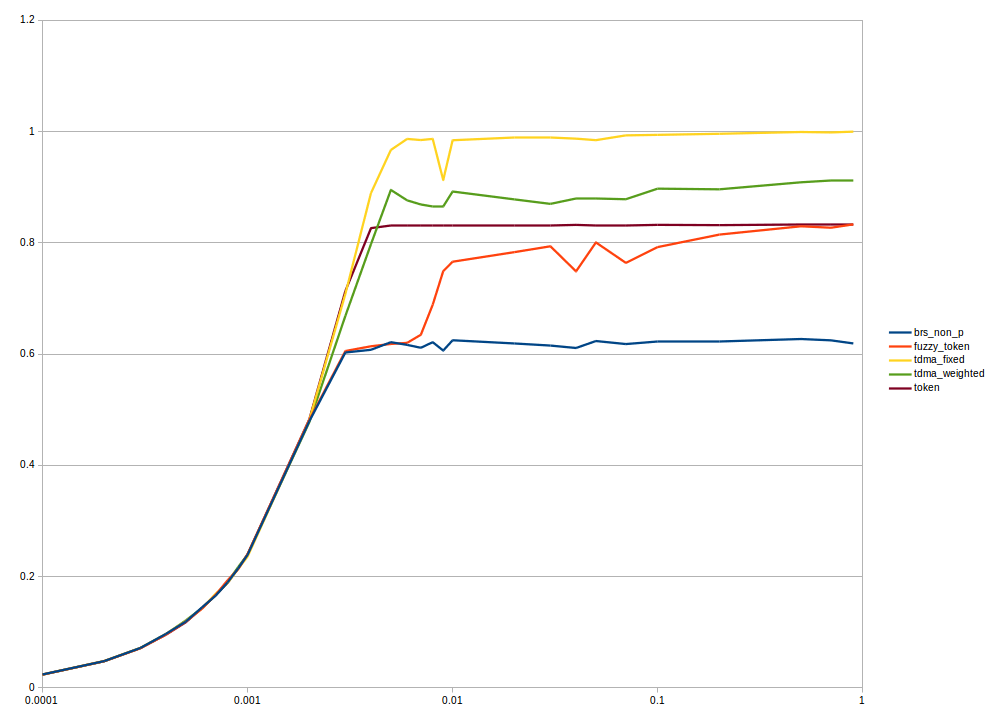 1.2
1
0.8
0.6
0.4
0.2
0
0.0001
0.001
0.01
0.1
1
brs_non_p
fuzzy_token
tdma_fixed
tdma_weighted
token